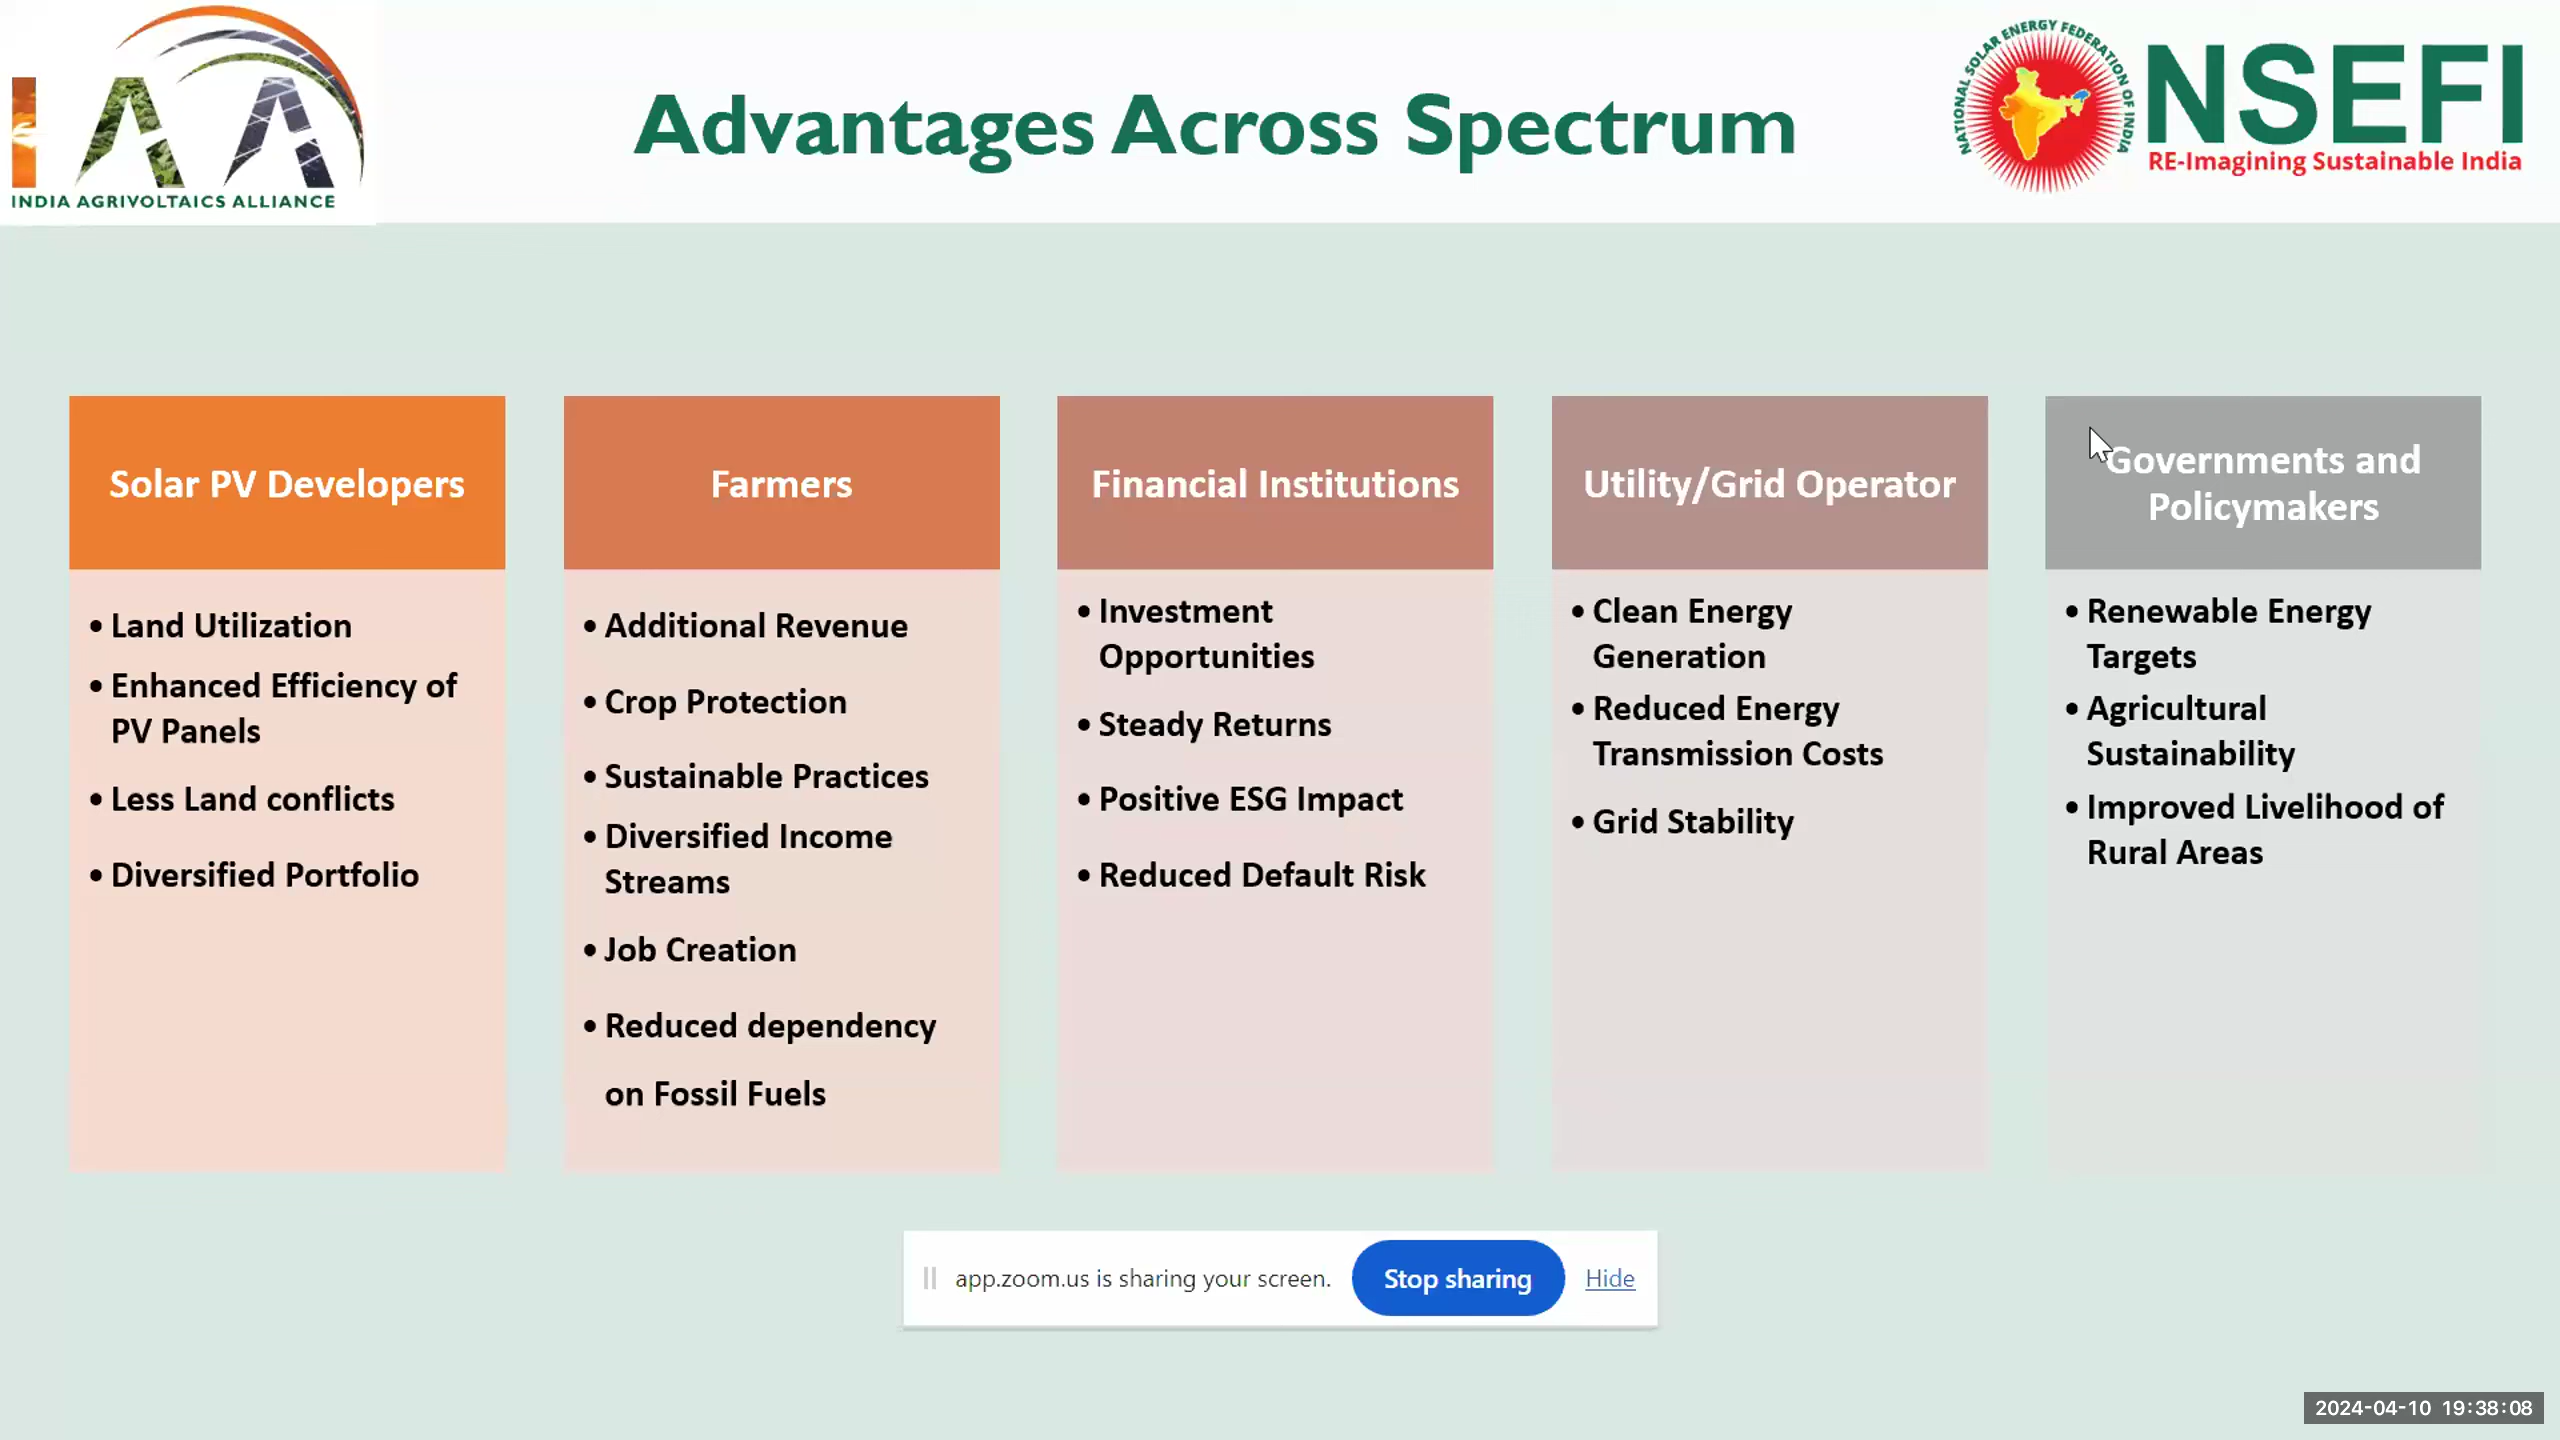 IAA
INDIA AGRIVOLTAICS ALLIANCE
Advantages Across Spectrum
NATIONAL SOLAR ENERGY FEDERATION OF INDIA
NSEFI
RE-Imagining Sustainable India
Solar PV Developers
• Land Utilization
• Enhanced Efficiency of
PV Panels
• Less Land conflicts
• Diversified Portfolio
Farmers
• Additional Revenue
• Crop Protection
• Sustainable Practices
• Diversified Income
Streams
• Job Creation
• Reduced dependency
on Fossil Fuels
Financial Institutions
• Investment
Opportunities
• Steady Returns
• Positive ESG Impact
• Reduced Default Risk
Utility/Grid Operator
• Clean Energy
Generation
• Reduced Energy
Transmission Costs
• Grid Stability
Governments and
Policymakers
• Renewable Energy
Targets
• Agricultural
Sustainability
• Improved Livelihood of
Rural Areas
app.zoom.us is sharing your screen.
Stop sharing
Hide
2024-04-10 19:38:08